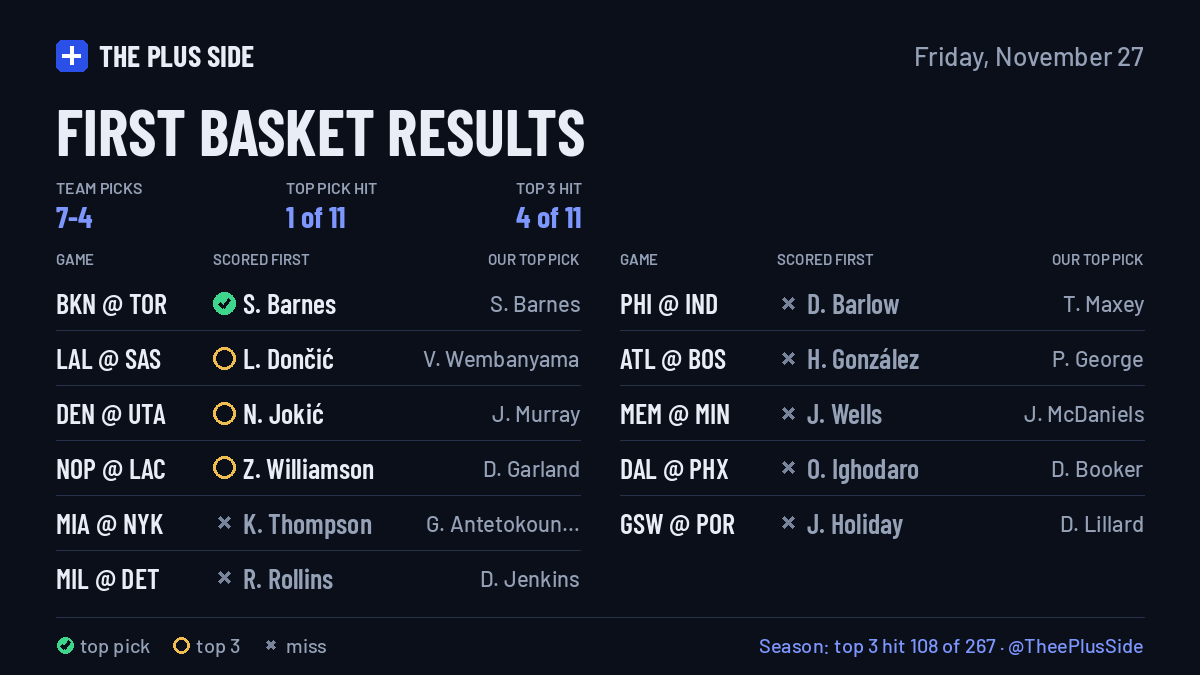 THE PLUS SIDE
Friday, November 27
FIRST BASKET RESULTS
TEAM PICKS TOP PICK HIT TOP 3 HIT
7-4 1 of 11 4 of 11
GAME SCORED FIRST OUR TOP PICK
BKN @ TOR S. Barnes S. Barnes
LAL @ SAS L. Dončić V. Wembanyama
DEN @ UTA N. Jokić J. Murray
NOP @ LAC Z. Williamson D. Garland
MIA @ NYK K. Thompson G. Antetokoun...
MIL @ DET R. Rollins D. Jenkins
GAME SCORED FIRST OUR TOP PICK
PHI @ IND D. Barlow T. Maxey
ATL @ BOS H. González P. George
MEM @ MIN J. Wells J. McDaniels
DAL @ PHX O. Ighodaro D. Booker
GSW @ POR J. Holiday D. Lillard
top pick top 3 miss
Season: top 3 hit 108 of 267 · @TheePlusSide